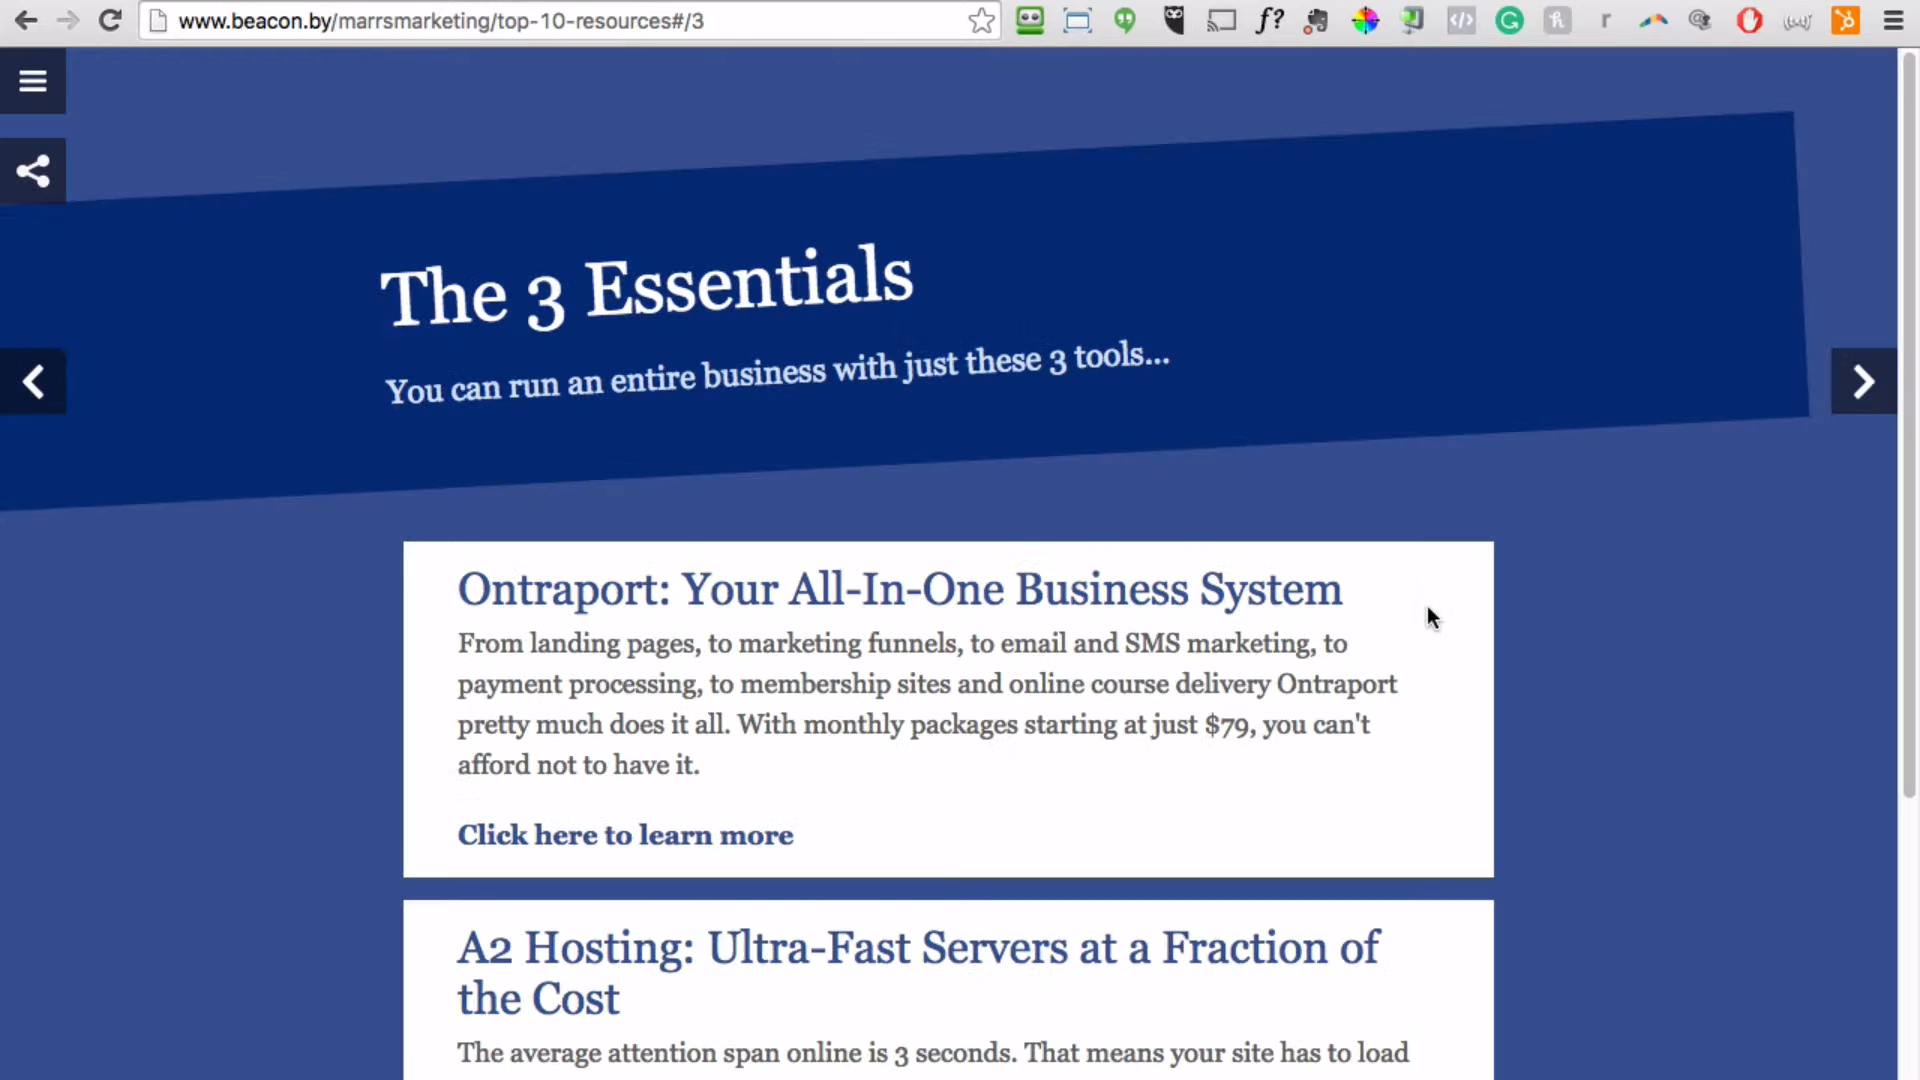 www.beacon.by/marrsmarketing/top-10-resources#/3
The 3 Essentials
You can run an entire business with just these 3 tools...
Ontraport: Your All-In-One Business System
From landing pages, to marketing funnels, to email and SMS marketing, to
payment processing, to membership sites and online course delivery Ontraport
pretty much does it all. With monthly packages starting at just $79, you can't
afford not to have it.
Click here to learn more
A2 Hosting: Ultra-Fast Servers at a Fraction of
the Cost
The average attention span online is 3 seconds. That means your site has to load